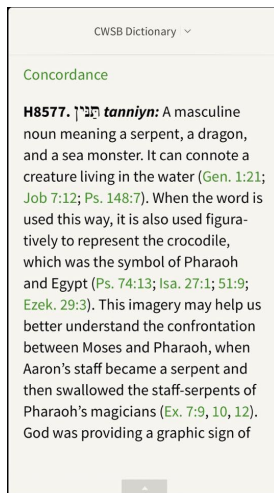 CWSB Dictionary
Concordance
H8577. תַּנִּין tanniyn: A masculine
noun meaning a serpent, a dragon,
and a sea monster. It can connote a
creature living in the water (Gen. 1:21;
Job 7:12; Ps. 148:7). When the word is
used this way, it is also used figura-
tively to represent the crocodile,
which was the symbol of Pharaoh
and Egypt (Ps. 74:13; Isa. 27:1; 51:9;
Ezek. 29:3). This imagery may help us
better understand the confrontation
between Moses and Pharaoh, when
Aaron’s staff became a serpent and
then swallowed the staff-serpents of
Pharaoh’s magicians (Ex. 7:9, 10, 12).
God was providing a graphic sign of